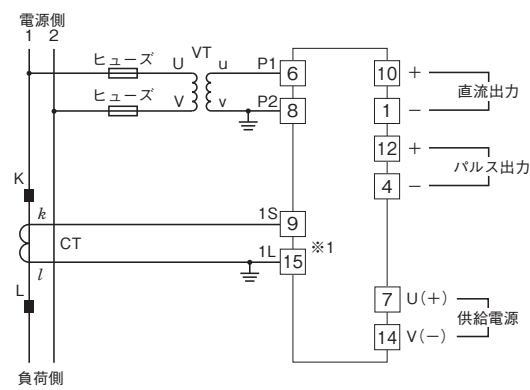 電源側
1 2
ヒューズ U VT u P1 6
ヒューズ V v P2 8
10 +
1 −
直流出力
12 +
4 −
パルス出力
K
k 1S 9
CT ※1
l 1L 15
L
7 U(+)
14 V(−)
供給電源
負荷側